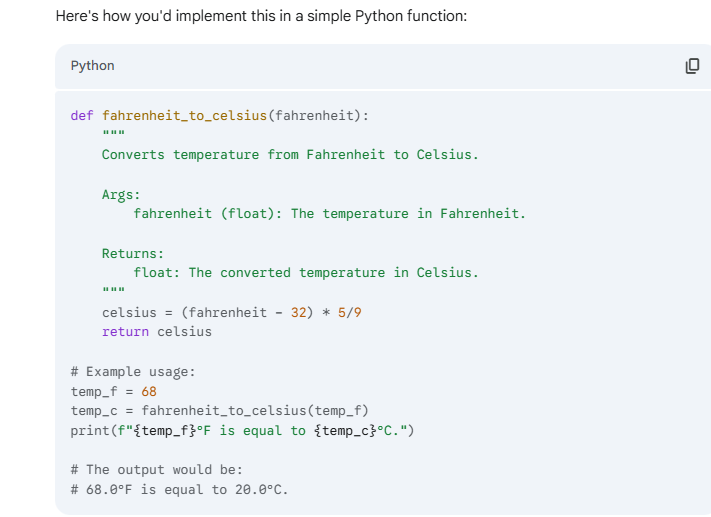 Here's how you'd implement this in a simple Python function:
Python
def fahrenheit_to_celsius(fahrenheit):
    """
    Converts temperature from Fahrenheit to Celsius.

    Args:
        fahrenheit (float): The temperature in Fahrenheit.

    Returns:
        float: The converted temperature in Celsius.
    """
    celsius = (fahrenheit - 32) * 5/9
    return celsius

# Example usage:
temp_f = 68
temp_c = fahrenheit_to_celsius(temp_f)
print(f"{temp_f}°F is equal to {temp_c}°C.")

# The output would be:
# 68.0°F is equal to 20.0°C.